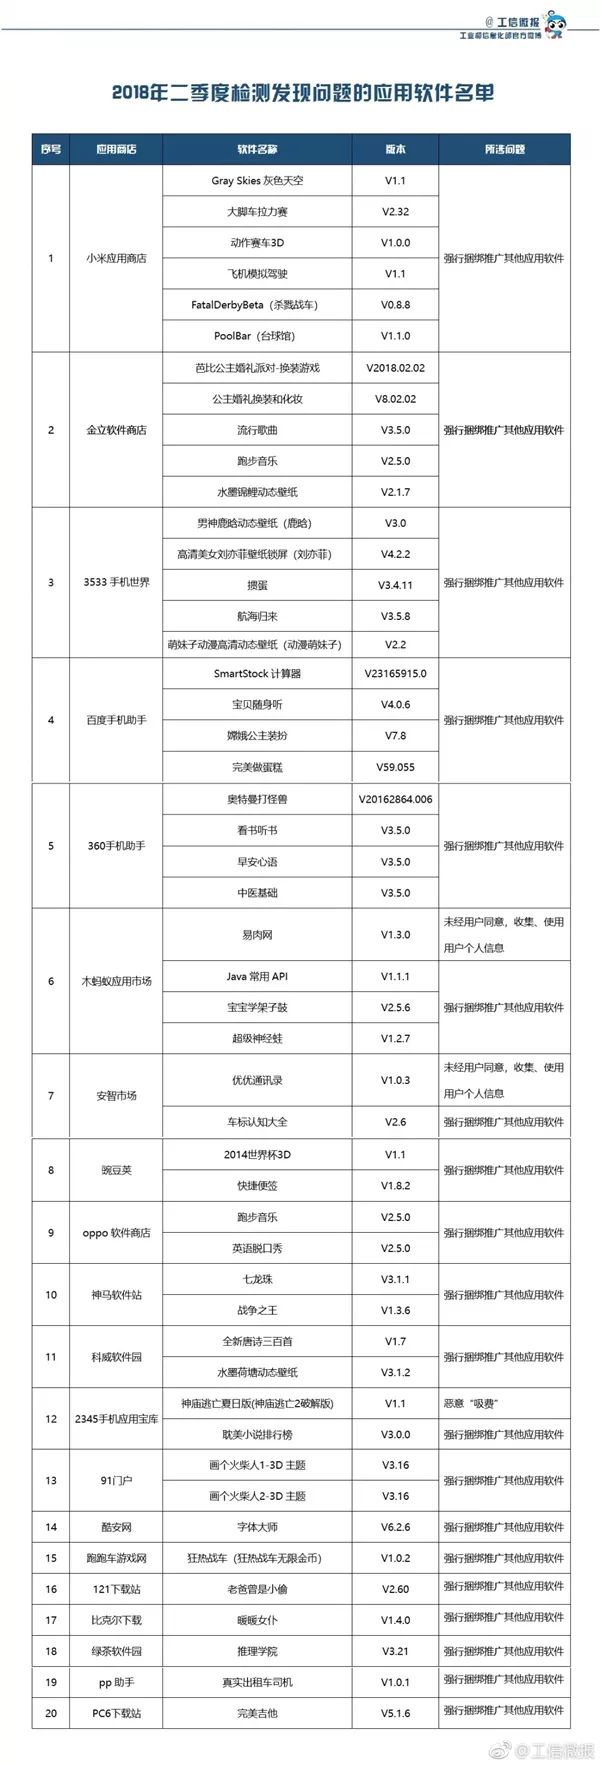 @工信微报
工业和信息化部官方微博
2018年二季度检测发现问题的应用软件名单
序号 应用商店 软件名称 版本 所涉问题
1 小米应用商店 Gray Skies 灰色天空 V1.1 强行捆绑推广其他应用软件
大脚车拉力赛 V2.32
动作赛车3D V1.0.0
飞机模拟驾驶 V1.1
FatalDerbyBeta（杀戮战车） V0.8.8
PoolBar（台球馆） V1.1.0
2 金立软件商店 芭比公主婚礼派对-换装游戏 V2018.02.02 强行捆绑推广其他应用软件
公主婚礼换装和化妆 V8.02.02
流行歌曲 V3.5.0
跑步音乐 V2.5.0
水墨锦鲤动态壁纸 V2.1.7
3 3533 手机世界 男神鹿晗动态壁纸（鹿晗） V3.0 强行捆绑推广其他应用软件
高清美女刘亦菲壁纸锁屏（刘亦菲） V4.2.2
掼蛋 V3.4.11
航海归来 V3.5.8
萌妹子动漫高清动态壁纸（动漫萌妹子） V2.2
4 百度手机助手 SmartStock 计算器 V23165915.0 强行捆绑推广其他应用软件
宝贝随身听 V4.0.6
嫦娥公主装扮 V7.8
完美做蛋糕 V59.055
5 360手机助手 奥特曼打怪兽 V20162864.006 强行捆绑推广其他应用软件
看书听书 V3.5.0
早安心语 V3.5.0
中医基础 V3.5.0
6 木蚂蚁应用市场 易肉网 V1.3.0 未经用户同意，收集、使用
用户个人信息
Java 常用 API V1.1.1 强行捆绑推广其他应用软件
宝宝学架子鼓 V2.5.6
超级神经蛙 V1.2.7
7 安智市场 优优通讯录 V1.0.3 未经用户同意，收集、使用
用户个人信息
车标认知大全 V2.6 强行捆绑推广其他应用软件
8 豌豆荚 2014世界杯3D V1.1 强行捆绑推广其他应用软件
快捷便签 V1.8.2
9 oppo 软件商店 跑步音乐 V2.5.0 强行捆绑推广其他应用软件
英语脱口秀 V2.5.0
10 神马软件站 七龙珠 V3.1.1 强行捆绑推广其他应用软件
战争之王 V1.3.6
11 科威软件园 全新唐诗三百首 V1.7 强行捆绑推广其他应用软件
水墨荷塘动态壁纸 V3.1.2
12 2345手机应用宝库 神庙逃亡夏日版(神庙逃亡2破解版) V1.1 恶意“吸费”
耽美小说排行榜 V3.0.0 强行捆绑推广其他应用软件
13 91门户 画个火柴人1-3D 主题 V3.16 强行捆绑推广其他应用软件
画个火柴人2-3D 主题 V3.16
14 酷安网 字体大师 V6.2.6 强行捆绑推广其他应用软件
15 跑跑车游戏网 狂热战车（狂热战车无限金币） V1.0.2 强行捆绑推广其他应用软件
16 121下载站 老爸曾是小偷 V2.60 强行捆绑推广其他应用软件
17 比克尔下载 暖暖女仆 V1.4.0 强行捆绑推广其他应用软件
18 绿茶软件园 推理学院 V3.21 强行捆绑推广其他应用软件
19 pp 助手 真实出租车司机 V1.0.1 强行捆绑推广其他应用软件
20 PC6下载站 完美吉他 V5.1.6 强行捆绑推广其他应用软件
@工信微报